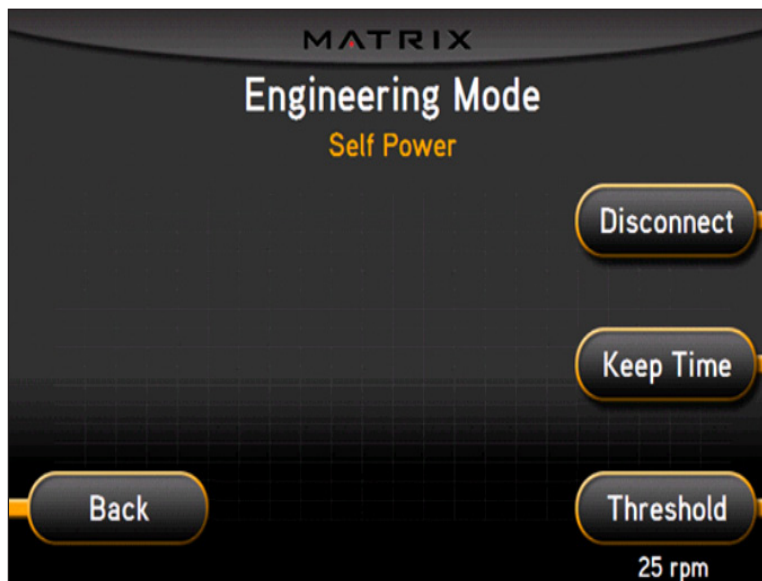 MATRIX
Engineering Mode
Self Power
Disconnect
Keep Time
Back
Threshold
25 rpm